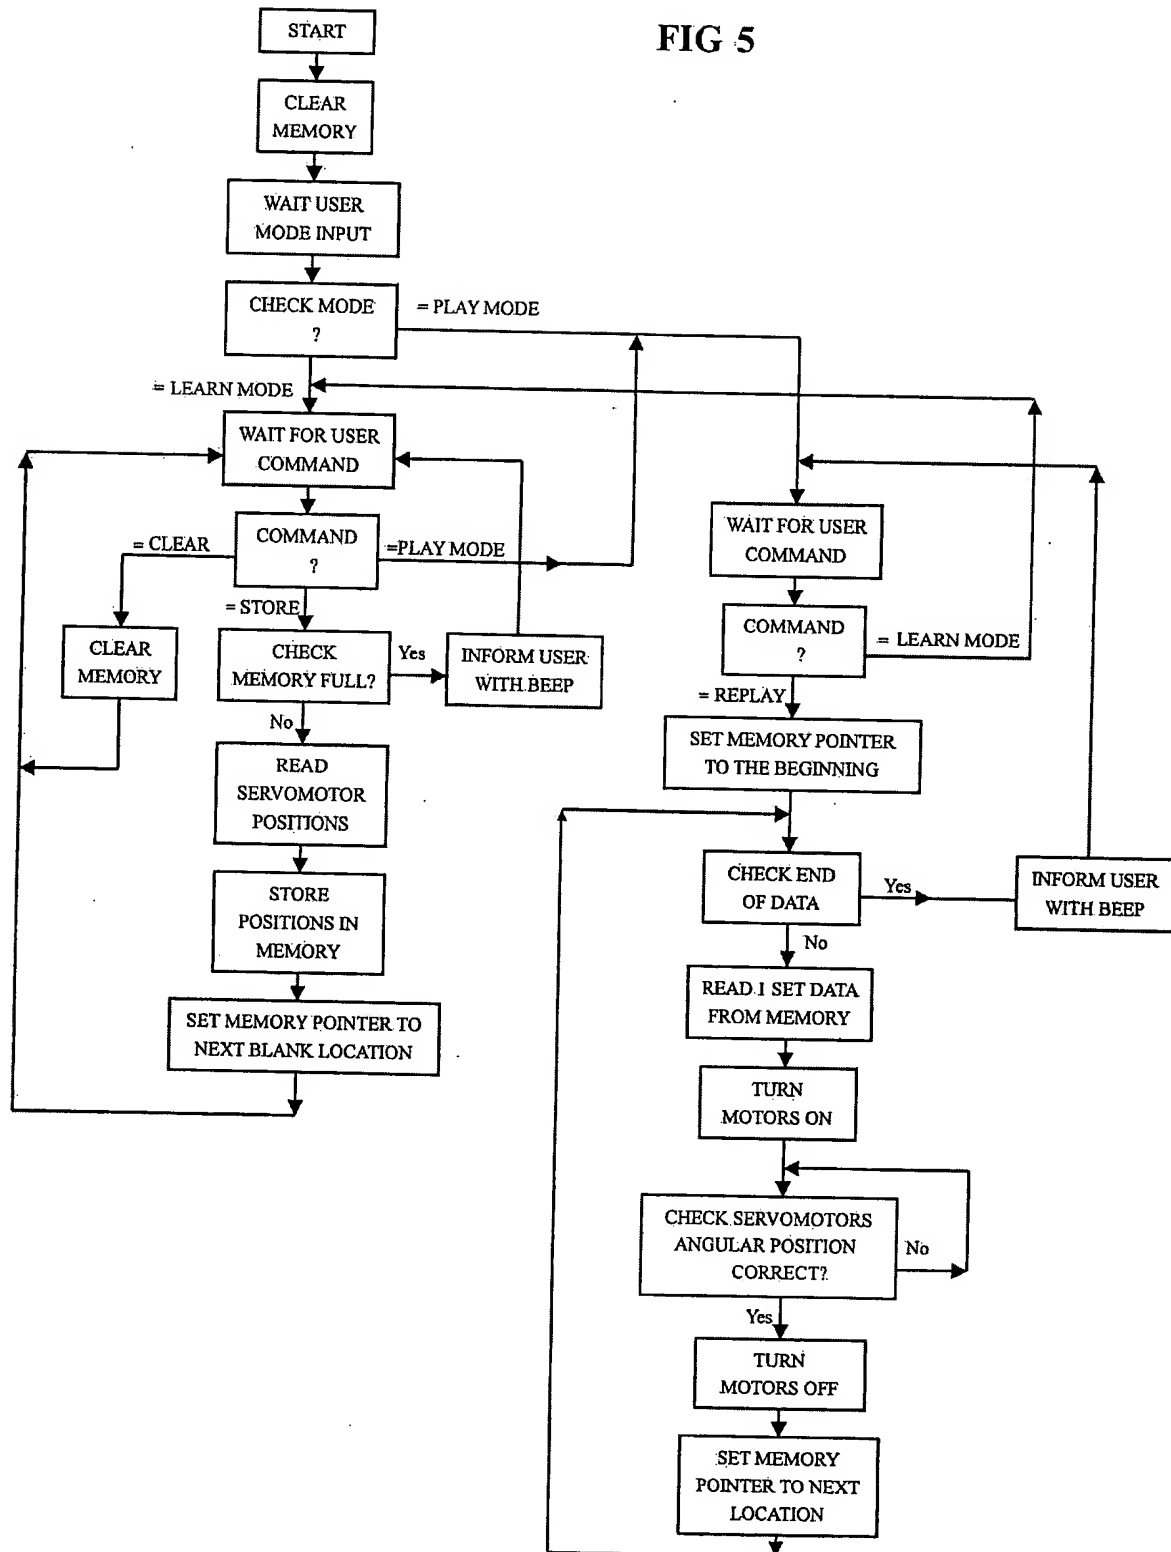 FIG 5
START
CLEAR
MEMORY
WAIT USER
MODE INPUT
CHECK MODE
?
= PLAY MODE
= LEARN MODE
WAIT FOR USER
COMMAND
COMMAND
?
= CLEAR
=PLAY MODE
= STORE
CLEAR
MEMORY
CHECK
MEMORY FULL?
Yes
INFORM USER
WITH BEEP
No
READ
SERVOMOTOR
POSITIONS
STORE
POSITIONS IN
MEMORY
SET MEMORY POINTER TO
NEXT BLANK LOCATION
WAIT FOR USER
COMMAND
COMMAND
?
= LEARN MODE
= REPLAY
SET MEMORY POINTER
TO THE BEGINNING
CHECK END
OF DATA
Yes
INFORM USER
WITH BEEP
No
READ 1 SET DATA
FROM MEMORY
TURN
MOTORS ON
CHECK SERVOMOTORS
ANGULAR POSITION
CORRECT?
No
Yes
TURN
MOTORS OFF
SET MEMORY
POINTER TO NEXT
LOCATION